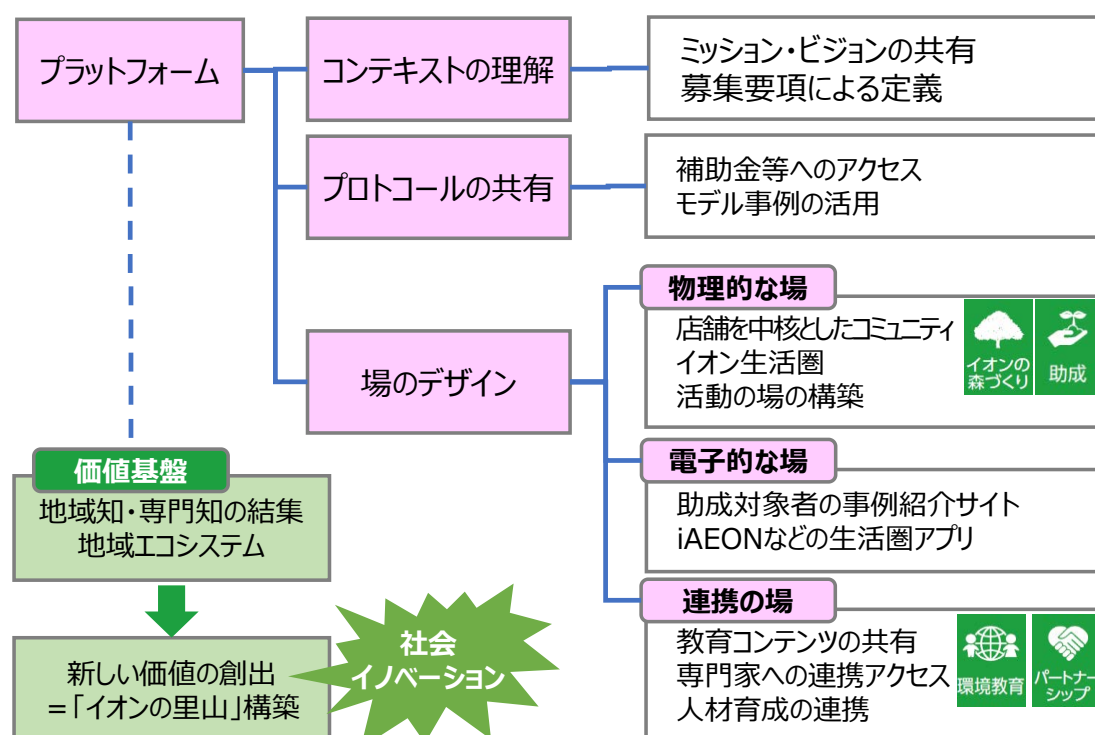 プラットフォーム
コンテキストの理解
ミッション・ビジョンの共有
募集要項による定義
プロトコールの共有
補助金等へのアクセス
モデル事例の活用
場のデザイン
物理的な場
店舗を中核としたコミュニティ
イオン生活圏
活動の場の構築
イオンの
森づくり
助成
電子的な場
助成対象者の事例紹介サイト
iAEONなどの生活圏アプリ
連携の場
教育コンテンツの共有
専門家への連携アクセス
人材育成の連携
環境教育
パートナー
シップ
価値基盤
地域知・専門知の結集
地域エコシステム
新しい価値の創出
=「イオンの里山」構築
社会
イノベーション